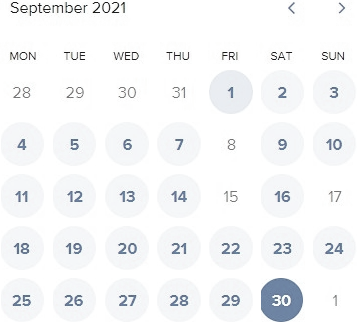 September 2021
MON TUE WED THU FRI SAT SUN
28 29 30 31 1 2 3
4 5 6 7 8 9 10
11 12 13 14 15 16 17
18 19 20 21 22 23 24
25 26 27 28 29 30 1